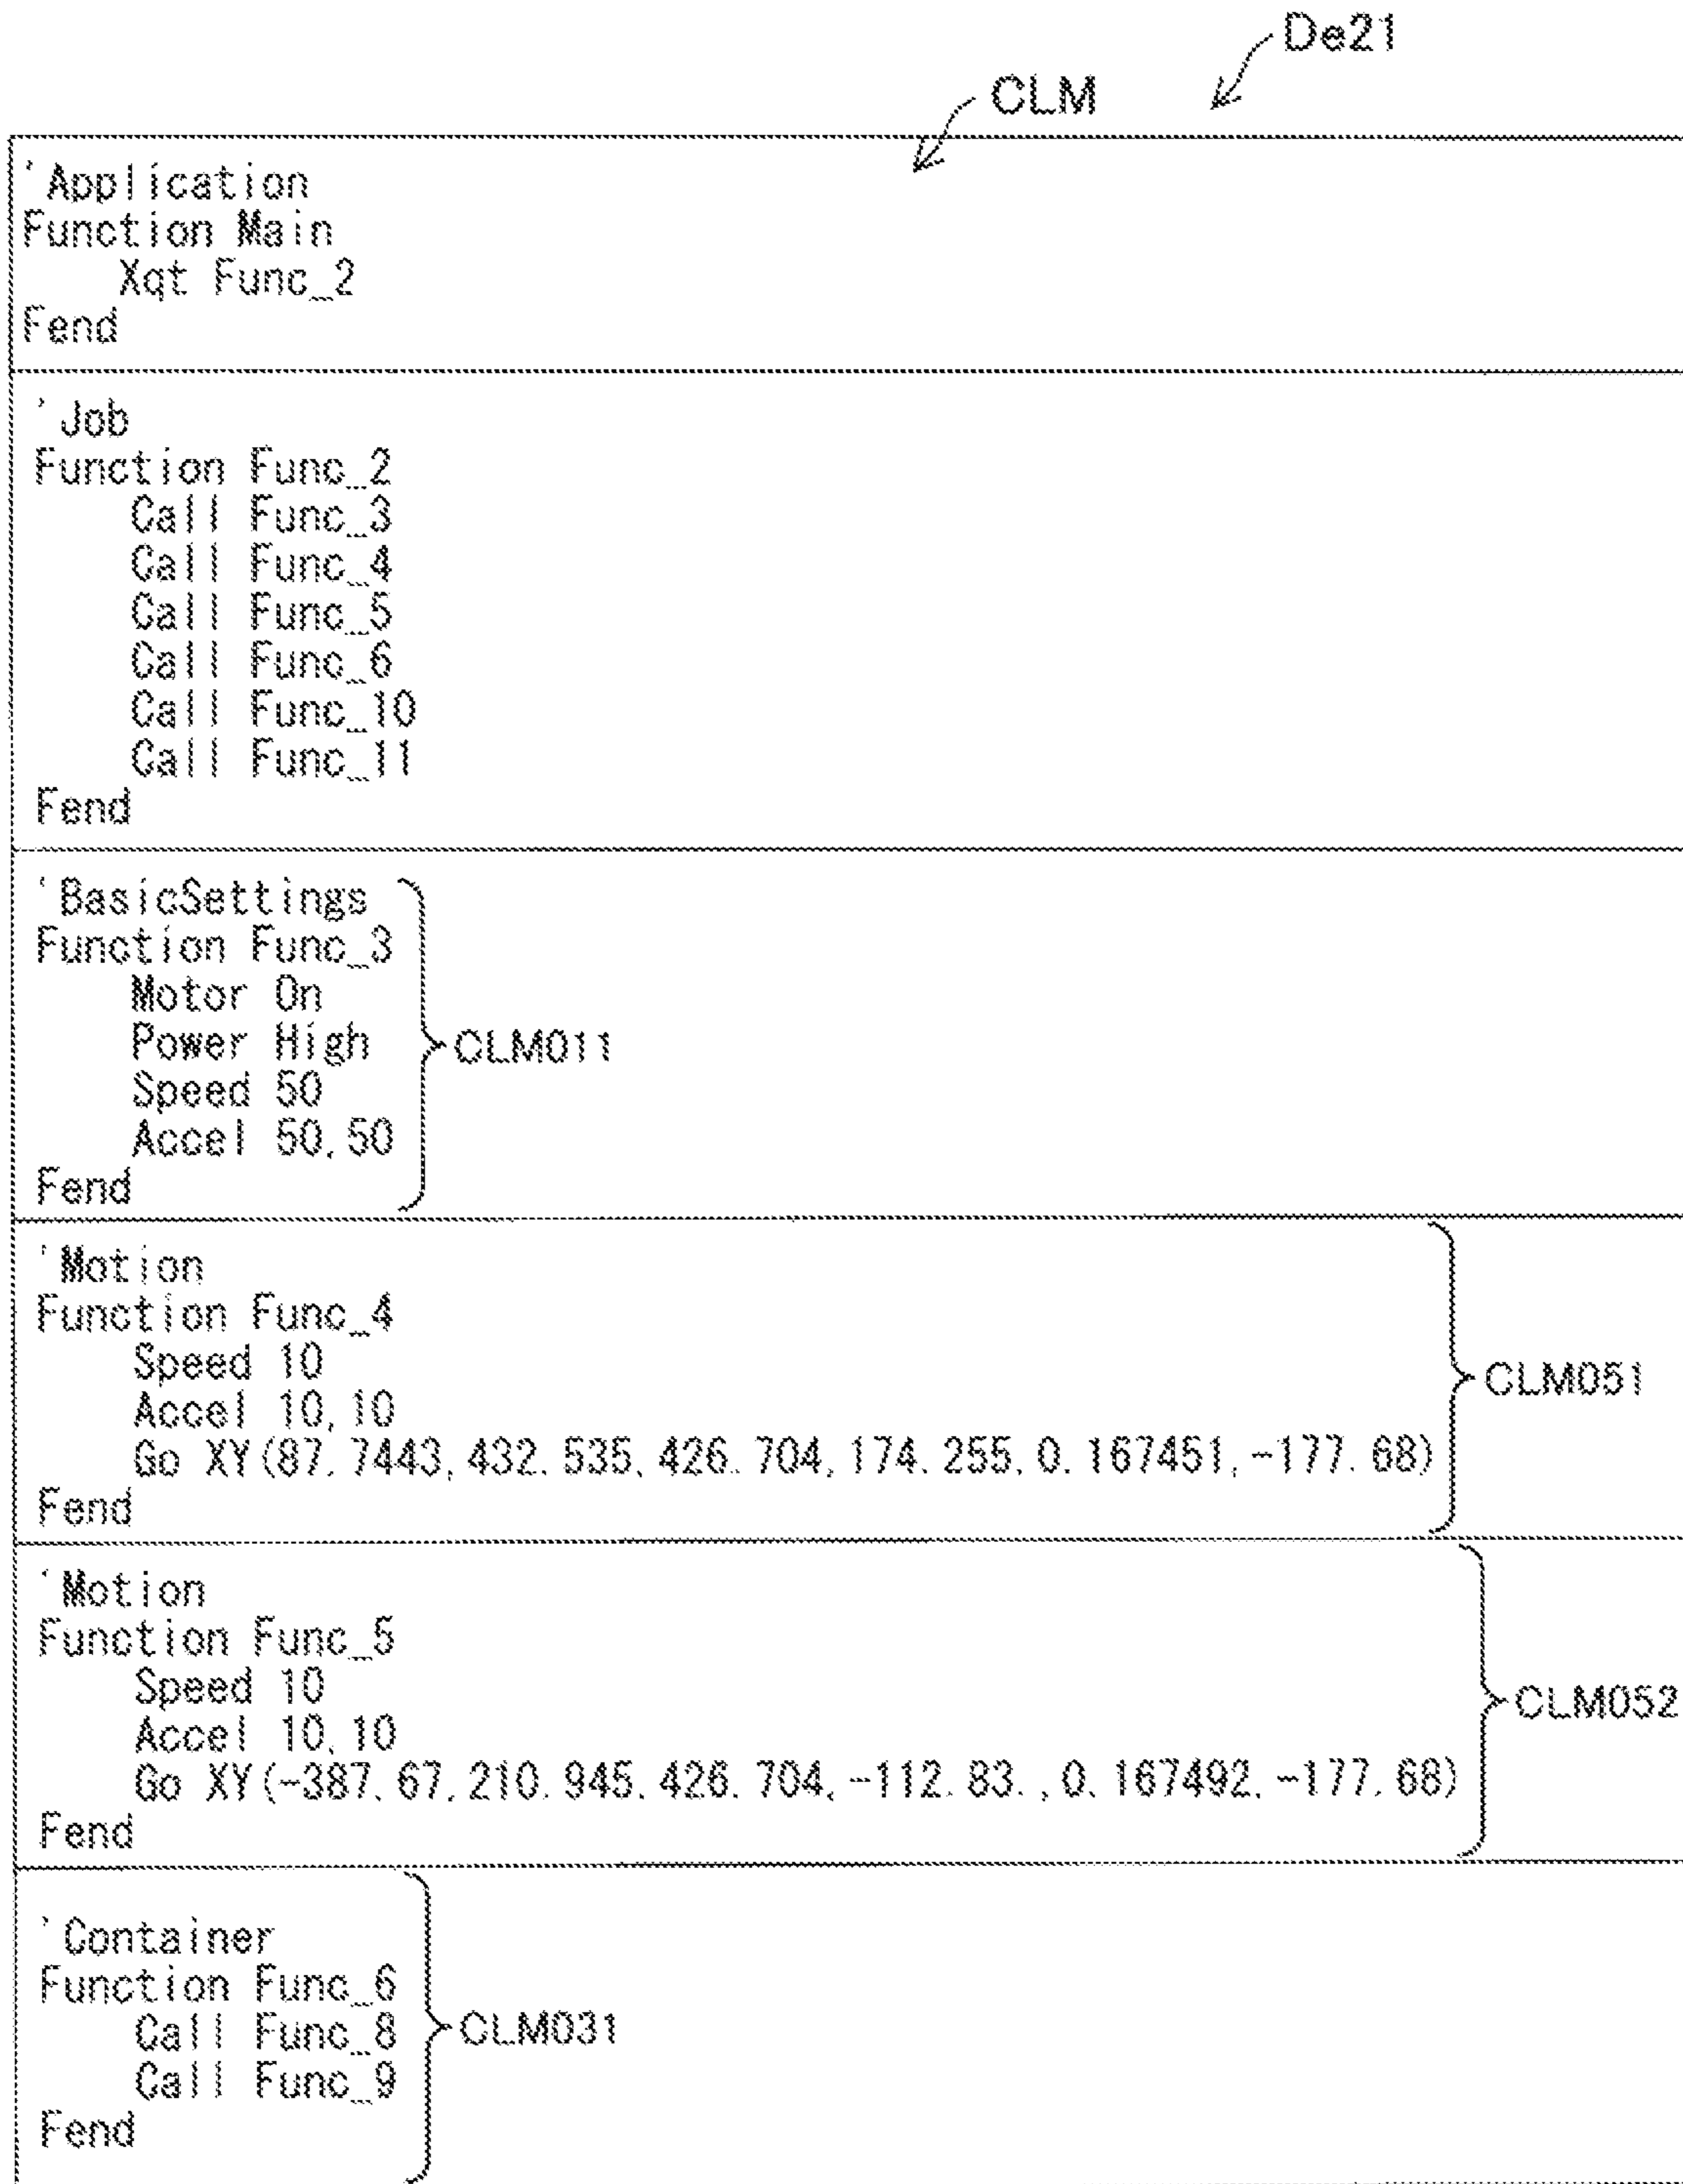 De21
CLM
'Application
Function Main
Xqt Func_2
Fend
'Job
Function Func_2
Call Func_3
Call Func_4
Call Func_5
Call Func_6
Call Func_10
Call Func_11
Fend
'BasicSettings
Function Func_3
Motor On
Power High
Speed 50
Accel 50,50
Fend
CLM011
'Motion
Function Func_4
Speed 10
Accel 10,10
Go XY(87.7443,432.535,426.704,174.255,0.167451,-177.68)
Fend
CLM051
'Motion
Function Func_5
Speed 10
Accel 10,10
Go XY(-387.67,210.945,426.704,-112.83.,0.167492,-177.68)
Fend
CLM052
'Container
Function Func_6
Call Func_8
Call Func_9
Fend
CLM031